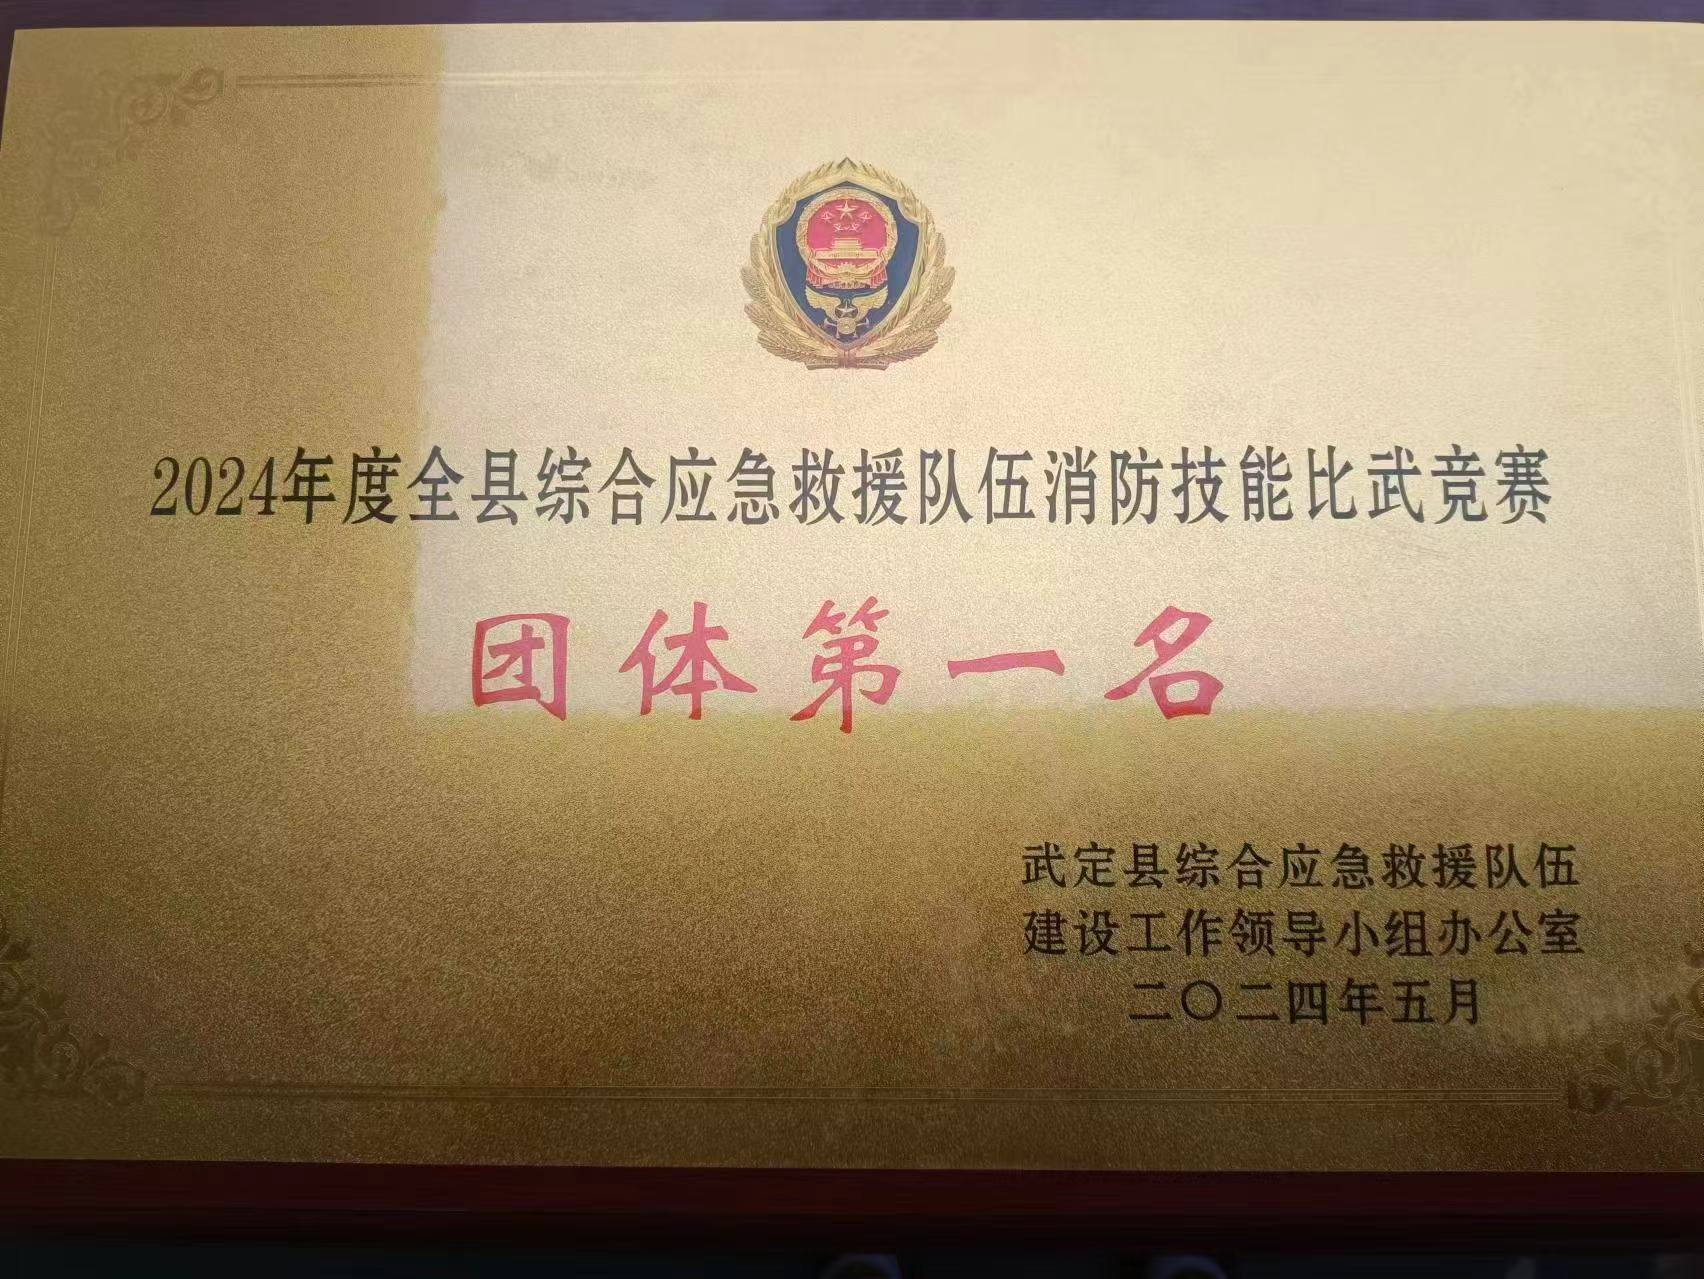 2024年度全县综合应急救援队伍消防技能比武竞赛
团体第一名
武定县综合应急救援队伍
建设工作领导小组办公室
二〇二四年五月